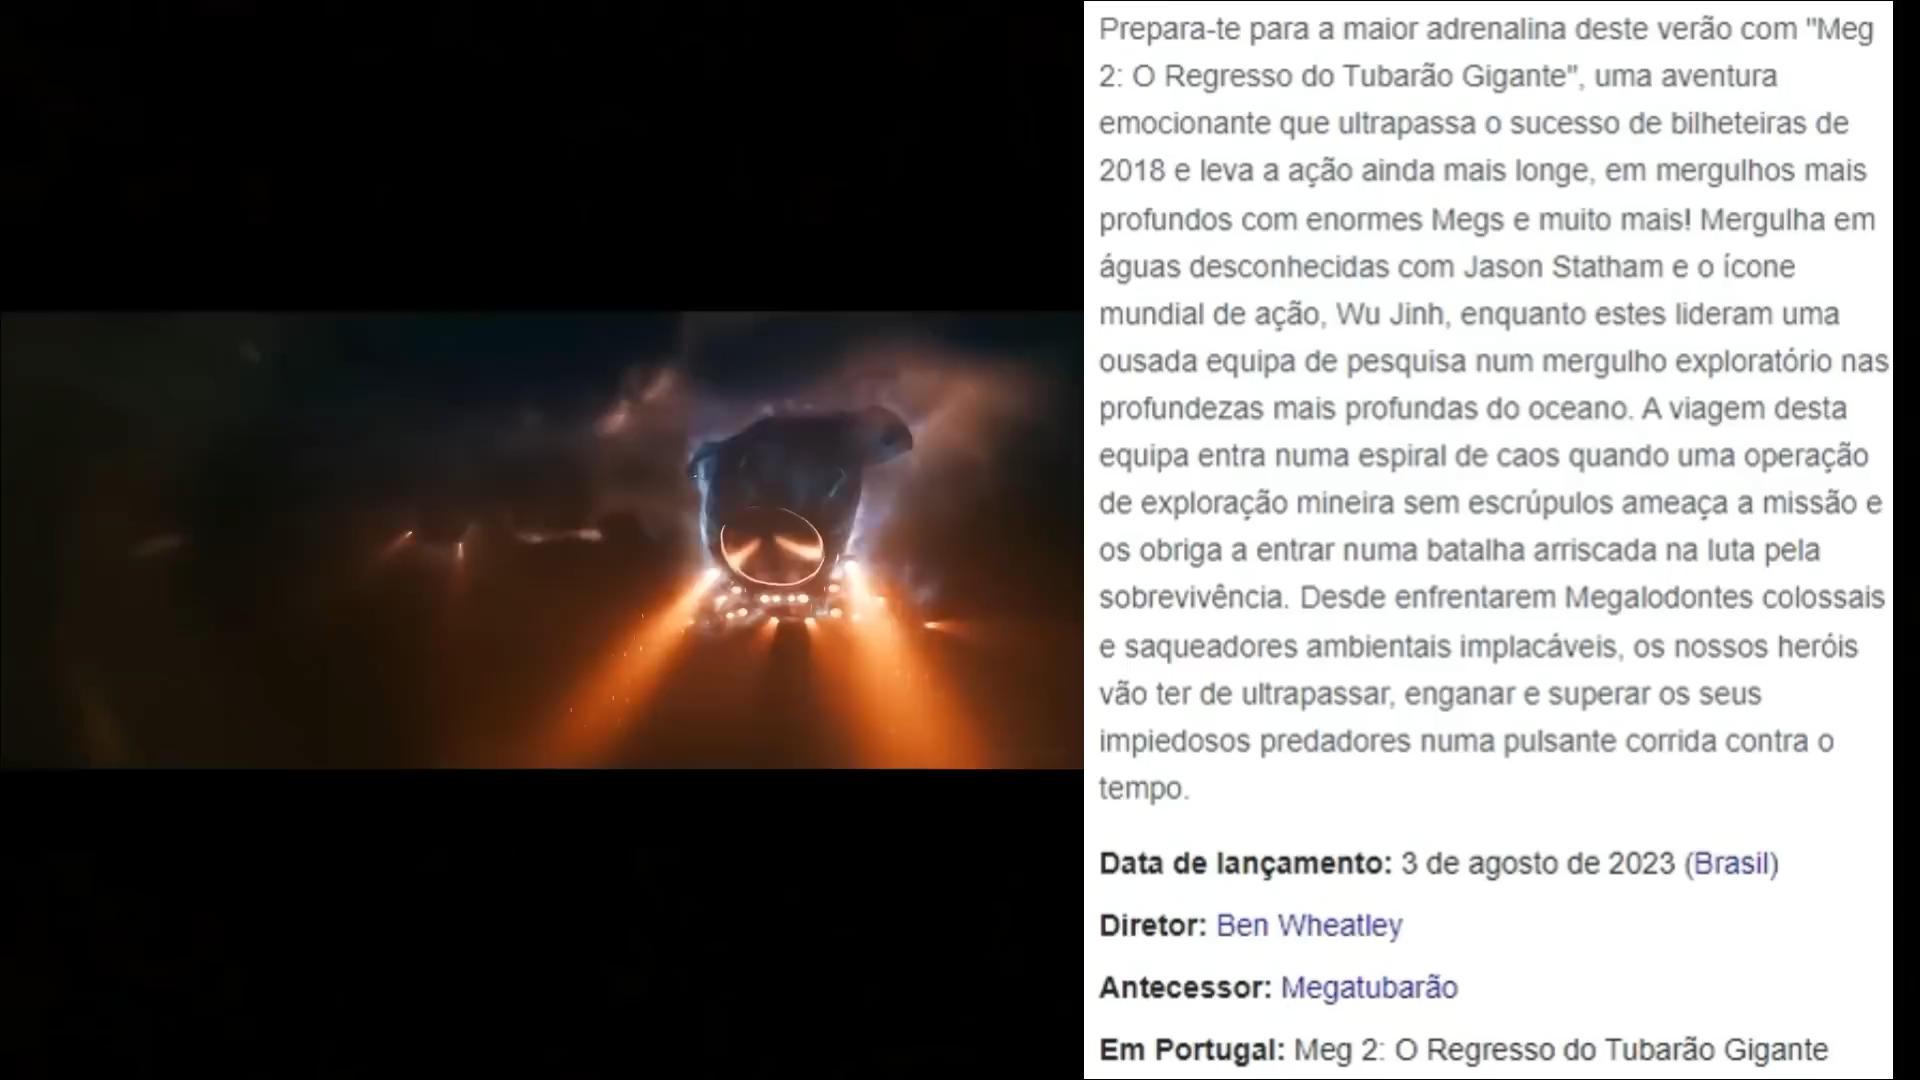 Prepara-te para a maior adrenalina deste verão com "Meg
2: O Regresso do Tubarão Gigante", uma aventura
emocionante que ultrapassa o sucesso de bilheteiras de
2018 e leva a ação ainda mais longe, em mergulhos mais
profundos com enormes Megs e muito mais! Mergulha em
águas desconhecidas com Jason Statham e o ícone
mundial de ação, Wu Jinh, enquanto estes lideram uma
ousada equipa de pesquisa num mergulho exploratório nas
profundezas mais profundas do oceano. A viagem desta
equipa entra numa espiral de caos quando uma operação
de exploração mineira sem escrúpulos ameaça a missão e
os obriga a entrar numa batalha arriscada na luta pela
sobrevivência. Desde enfrentarem Megalodontes colossais
e saqueadores ambientais implacáveis, os nossos heróis
vão ter de ultrapassar, enganar e superar os seus
impiedosos predadores numa pulsante corrida contra o
tempo.
Data de lançamento: 3 de agosto de 2023 (Brasil)
Diretor: Ben Wheatley
Antecessor: Megatubarão
Em Portugal: Meg 2: O Regresso do Tubarão Gigante